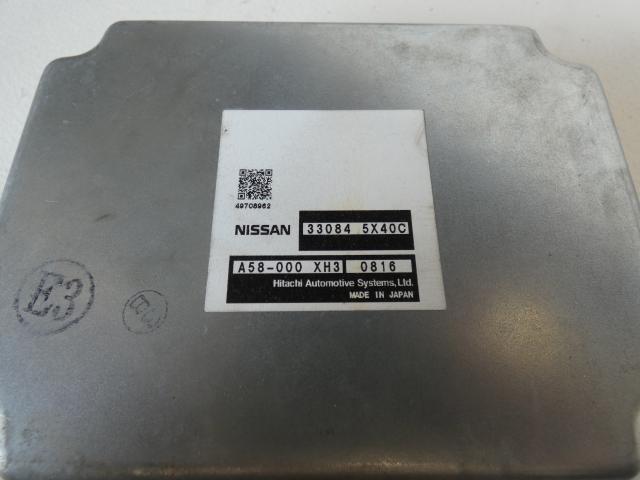 49708962
NISSAN 33084 5X40C
A58-000 XH3 0816
Hitachi Automotive Systems, Ltd.
MADE IN JAPAN
E3